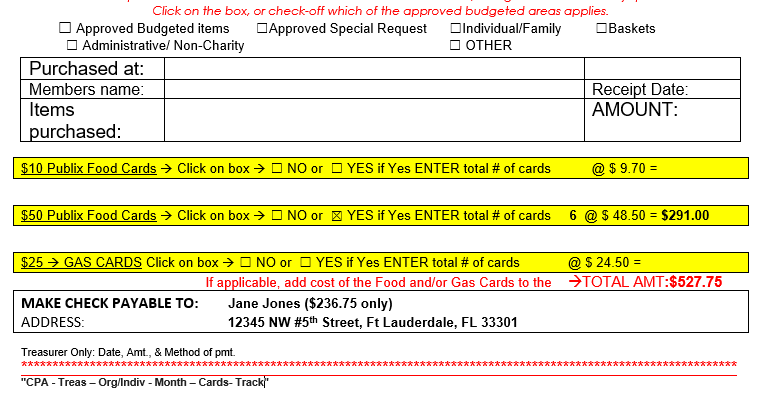 Click on the box, or check-off which of the approved budgeted areas applies.
☐ Approved Budgeted items ☐Approved Special Request ☐Individual/Family ☐Baskets
☐ Administrative/ Non-Charity ☐ OTHER
Purchased at:
Members name: Receipt Date:
Items purchased: AMOUNT:
$10 Publix Food Cards → Click on box → ☐ NO or ☐ YES if Yes ENTER total # of cards @ $ 9.70 =
$50 Publix Food Cards → Click on box → ☐ NO or ☒ YES if Yes ENTER total # of cards 6 @ $ 48.50 = $291.00
$25 → GAS CARDS Click on box → ☐ NO or ☐ YES if Yes ENTER total # of cards @ $ 24.50 =
If applicable, add cost of the Food and/or Gas Cards to the →TOTAL AMT:$527.75
MAKE CHECK PAYABLE TO: Jane Jones ($236.75 only)
ADDRESS: 12345 NW #5th Street, Ft Lauderdale, FL 33301
Treasurer Only: Date, Amt., & Method of pmt.
"CPA - Treas – Org/Indiv - Month – Cards- Track"